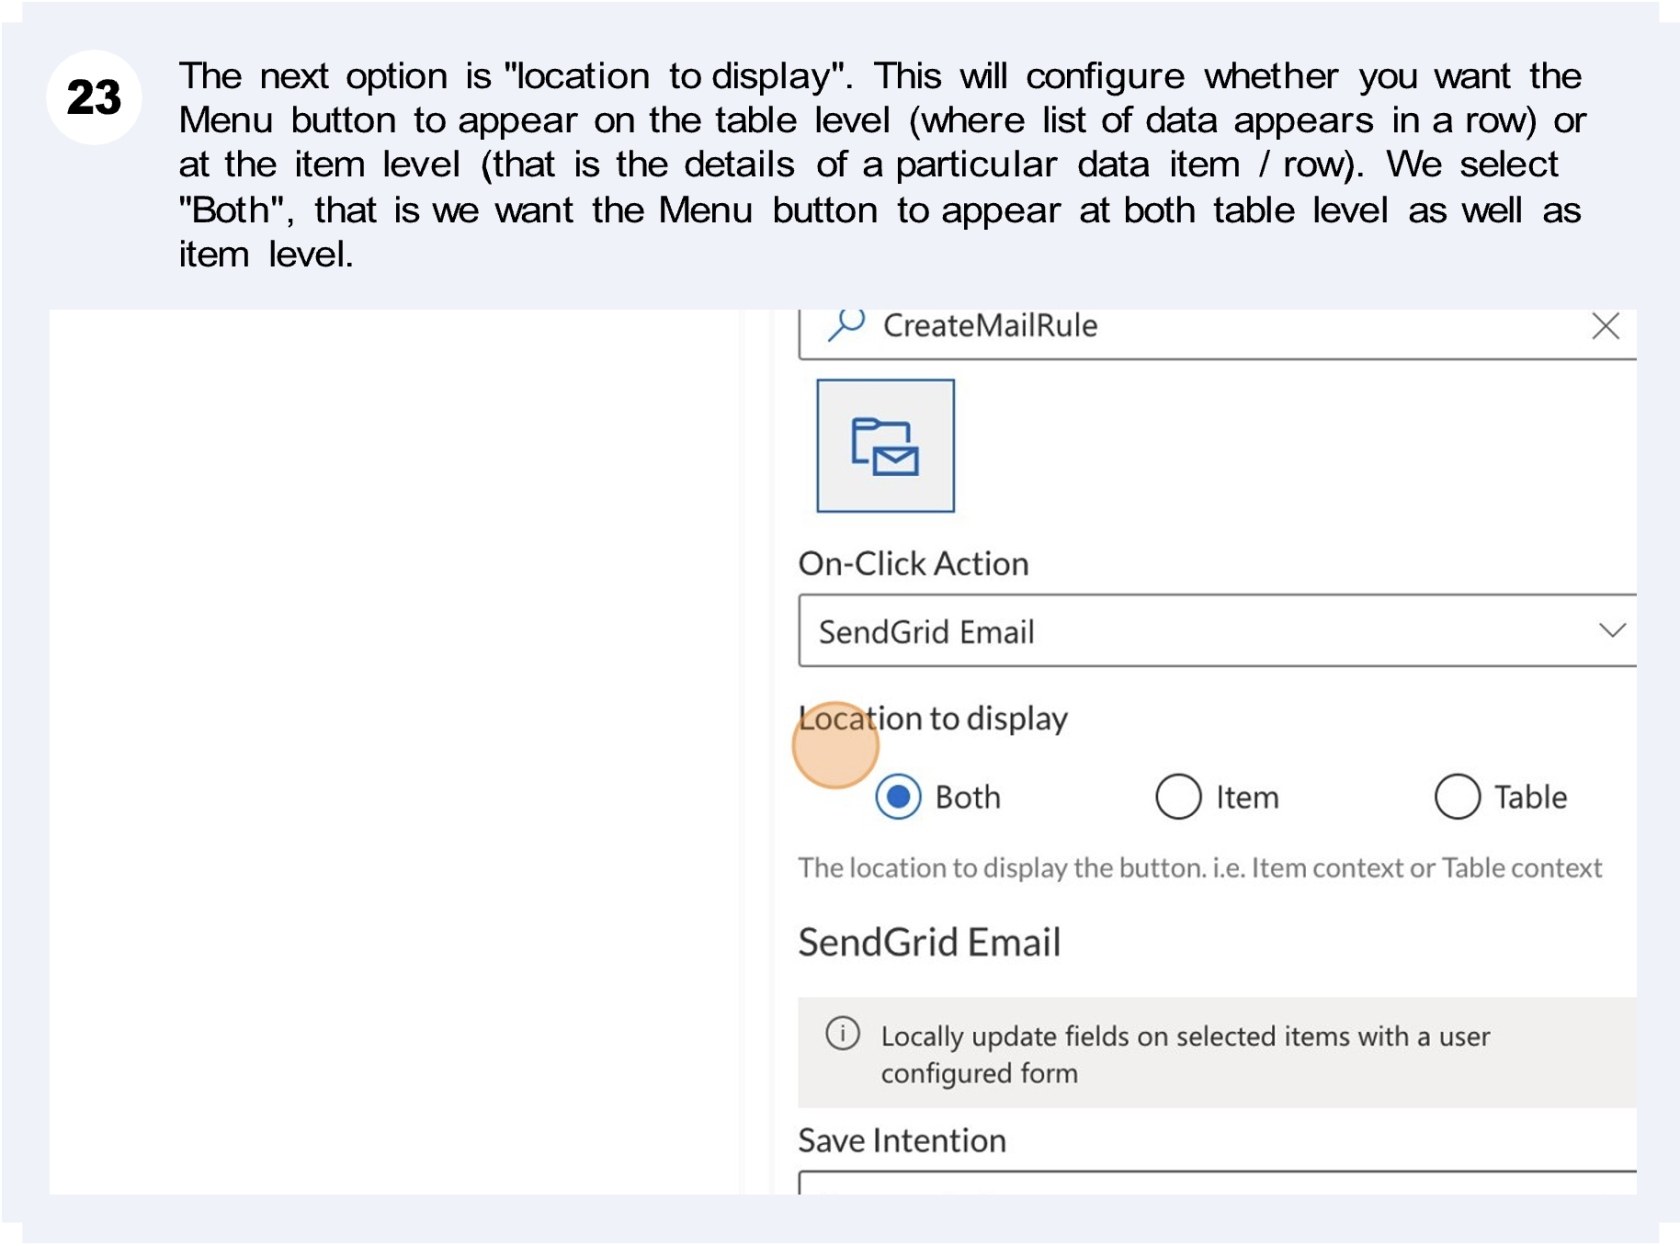 23
The next option is "location to display". This will configure whether you want the
Menu button to appear on the table level (where list of data appears in a row) or
at the item level (that is the details of a particular data item / row). We select
"Both", that is we want the Menu button to appear at both table level as well as
item level.
CreateMailRule
On-Click Action
SendGrid Email
Location to display
Both Item Table
The location to display the button. i.e. Item context or Table context
SendGrid Email
Locally update fields on selected items with a user
configured form
Save Intention